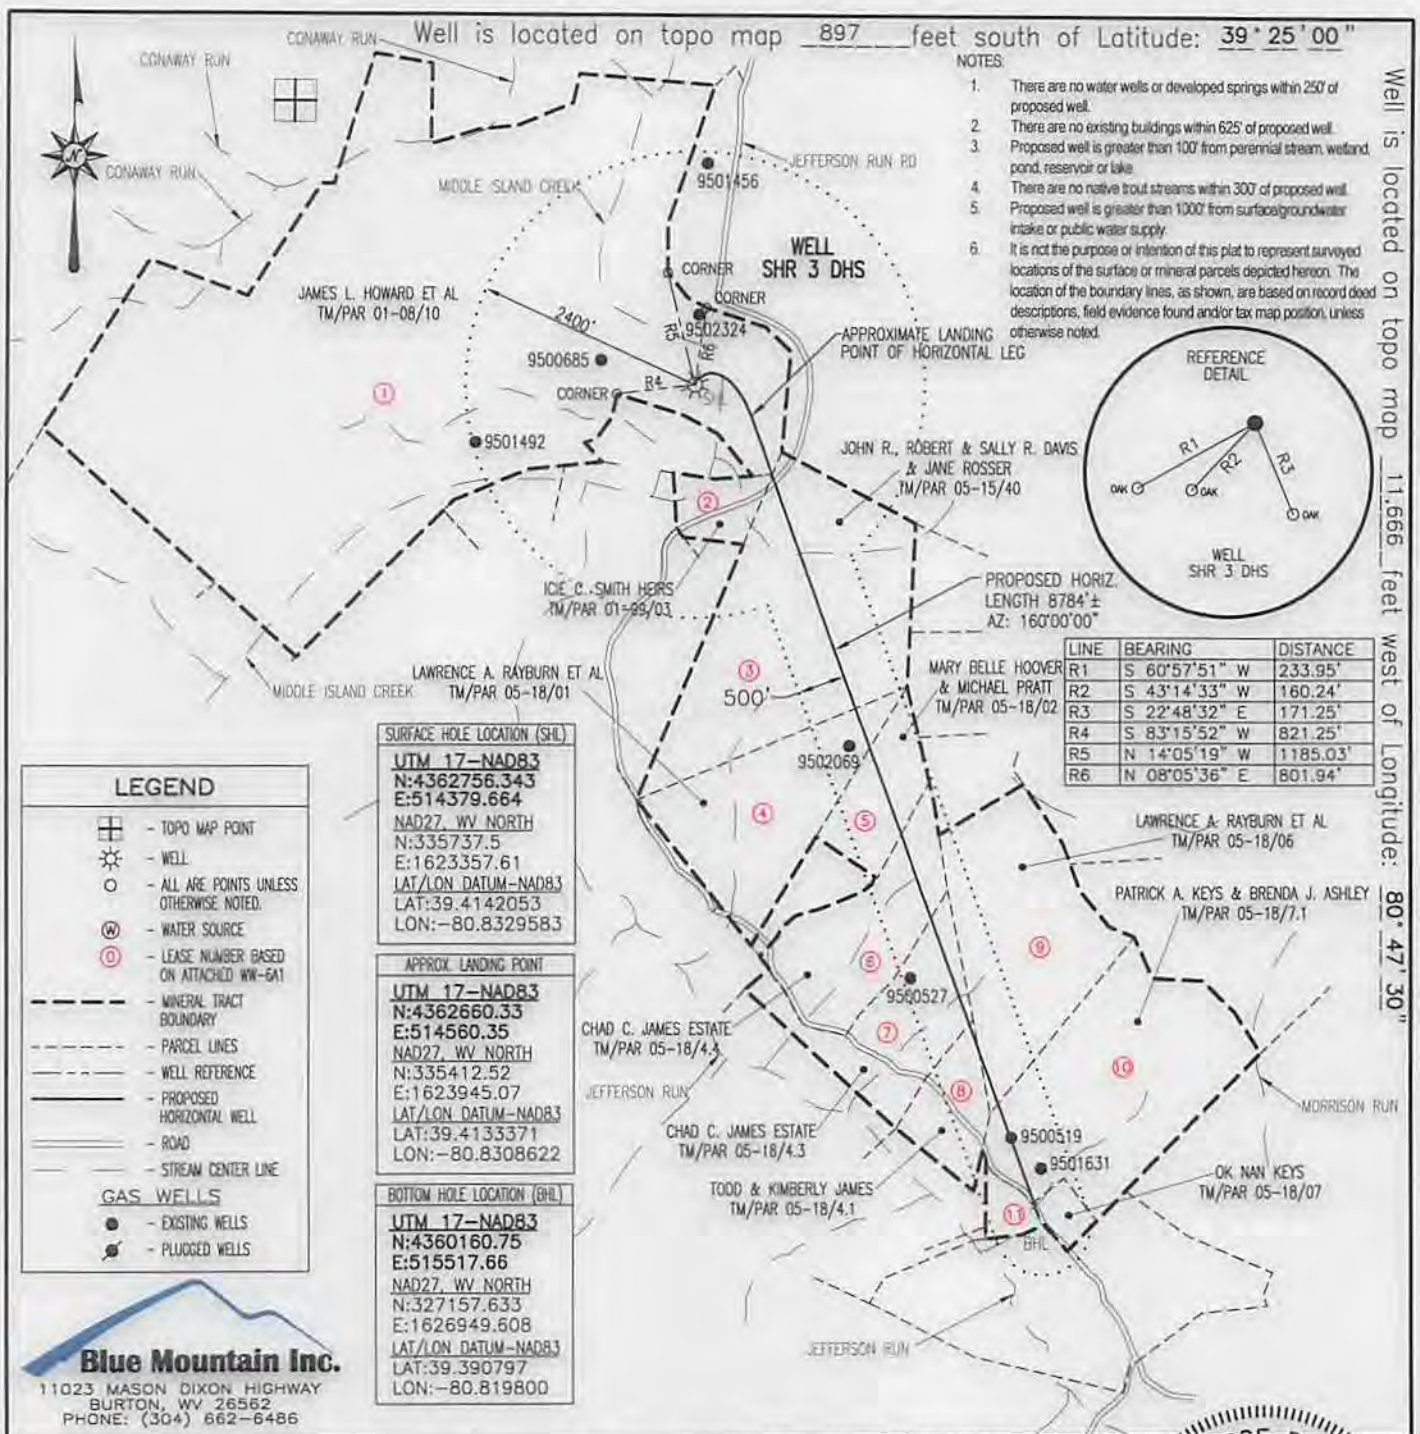 Well is located on topo map 897 feet south of Latitude: 39°25'00"
Well is located on topo map 11,666 feet west of Longitude: 80°47'30"
NOTES:
1. There are no water wells or developed springs within 250' of
proposed well.
2. There are no existing buildings within 625' of proposed well.
3. Proposed well is greater than 100' from perennial stream, wetland,
pond, reservoir or lake.
4. There are no native trout streams within 300' of proposed well.
5. Proposed well is greater than 1000' from surface/groundwater
intake or public water supply.
6. It is not the purpose or intention of this plat to represent surveyed
locations of the surface or mineral parcels depicted hereon. The
location of the boundary lines, as shown, are based on record deed
descriptions, field evidence found and/or tax map position, unless
otherwise noted.
CONAWAY RUN
CONAWAY RUN
CONAWAY RUN
N
JEFFERSON RUN RD
MIDDLE ISLAND CREEK
9501456
WELL
SHR 3 DHS
CORNER
CORNER
JAMES L. HOWARD ET AL
TM/PAR 01-08/10
2400'
R5
R6
9502324
APPROXIMATE LANDING
POINT OF HORIZONTAL LEG
9500685
R4
CORNER
1
9501492
REFERENCE
DETAIL
R1
R2
R3
OAK
OAK
OAK
WELL
SHR 3 DHS
JOHN R., ROBERT & SALLY R. DAVIS
& JANE ROSSER
TM/PAR 05-15/40
2
ICIE C. SMITH HEIRS
TM/PAR 01-99/03
PROPOSED HORIZ.
LENGTH 8784'±
AZ: 160°00'00"
LINE BEARING DISTANCE
R1 S 60°57'51" W 233.95'
R2 S 43°14'33" W 160.24'
R3 S 22°48'32" E 171.25'
R4 S 83°15'52" W 821.25'
R5 N 14°05'19" W 1185.03'
R6 N 08°05'36" E 801.94'
MIDDLE ISLAND CREEK
LAWRENCE A. RAYBURN ET AL
TM/PAR 05-18/01
3
500'
MARY BELLE HOOVER
& MICHAEL PRATT
TM/PAR 05-18/02
9502069
4
5
LAWRENCE A. RAYBURN ET AL
TM/PAR 05-18/06
PATRICK A. KEYS & BRENDA J. ASHLEY
TM/PAR 05-18/7.1
SURFACE HOLE LOCATION (SHL)
UTM 17-NAD83
N:4362756.343
E:514379.664
NAD27, WV NORTH
N:335737.5
E:1623357.61
LAT/LON DATUM-NAD83
LAT:39.4142053
LON:-80.8329583
APPROX. LANDING POINT
UTM 17-NAD83
N:4362660.33
E:514560.35
NAD27, WV NORTH
N:335412.52
E:1623945.07
LAT/LON DATUM-NAD83
LAT:39.4133371
LON:-80.8308622
BOTTOM HOLE LOCATION (BHL)
UTM 17-NAD83
N:4360160.75
E:515517.66
NAD27, WV NORTH
N:327157.633
E:1626949.608
LAT/LON DATUM-NAD83
LAT:39.390797
LON:-80.819800
LEGEND
- TOPO MAP POINT
- WELL
- ALL ARE POINTS UNLESS
OTHERWISE NOTED.
W - WATER SOURCE
0 - LEASE NUMBER BASED
ON ATTACHED WW-6A1
- MINERAL TRACT
BOUNDARY
- PARCEL LINES
- WELL REFERENCE
- PROPOSED
HORIZONTAL WELL
- ROAD
- STREAM CENTER LINE
GAS WELLS
- EXISTING WELLS
- PLUGGED WELLS
6
9
9500527
CHAD C. JAMES ESTATE
7
JEFFERSON RUN
8
10
MORRISON RUN
CHAD C. JAMES ESTATE
TM/PAR 05-18/4.3
9500519
9501631
TODD & KIMBERLY JAMES
TM/PAR 05-18/4.1
OK NAN KEYS
TM/PAR 05-18/07
11
BHL
JEFFERSON RUN
Blue Mountain Inc.
11023 MASON DIXON HIGHWAY
BURTON, WV 26562
PHONE: (304) 662-6486